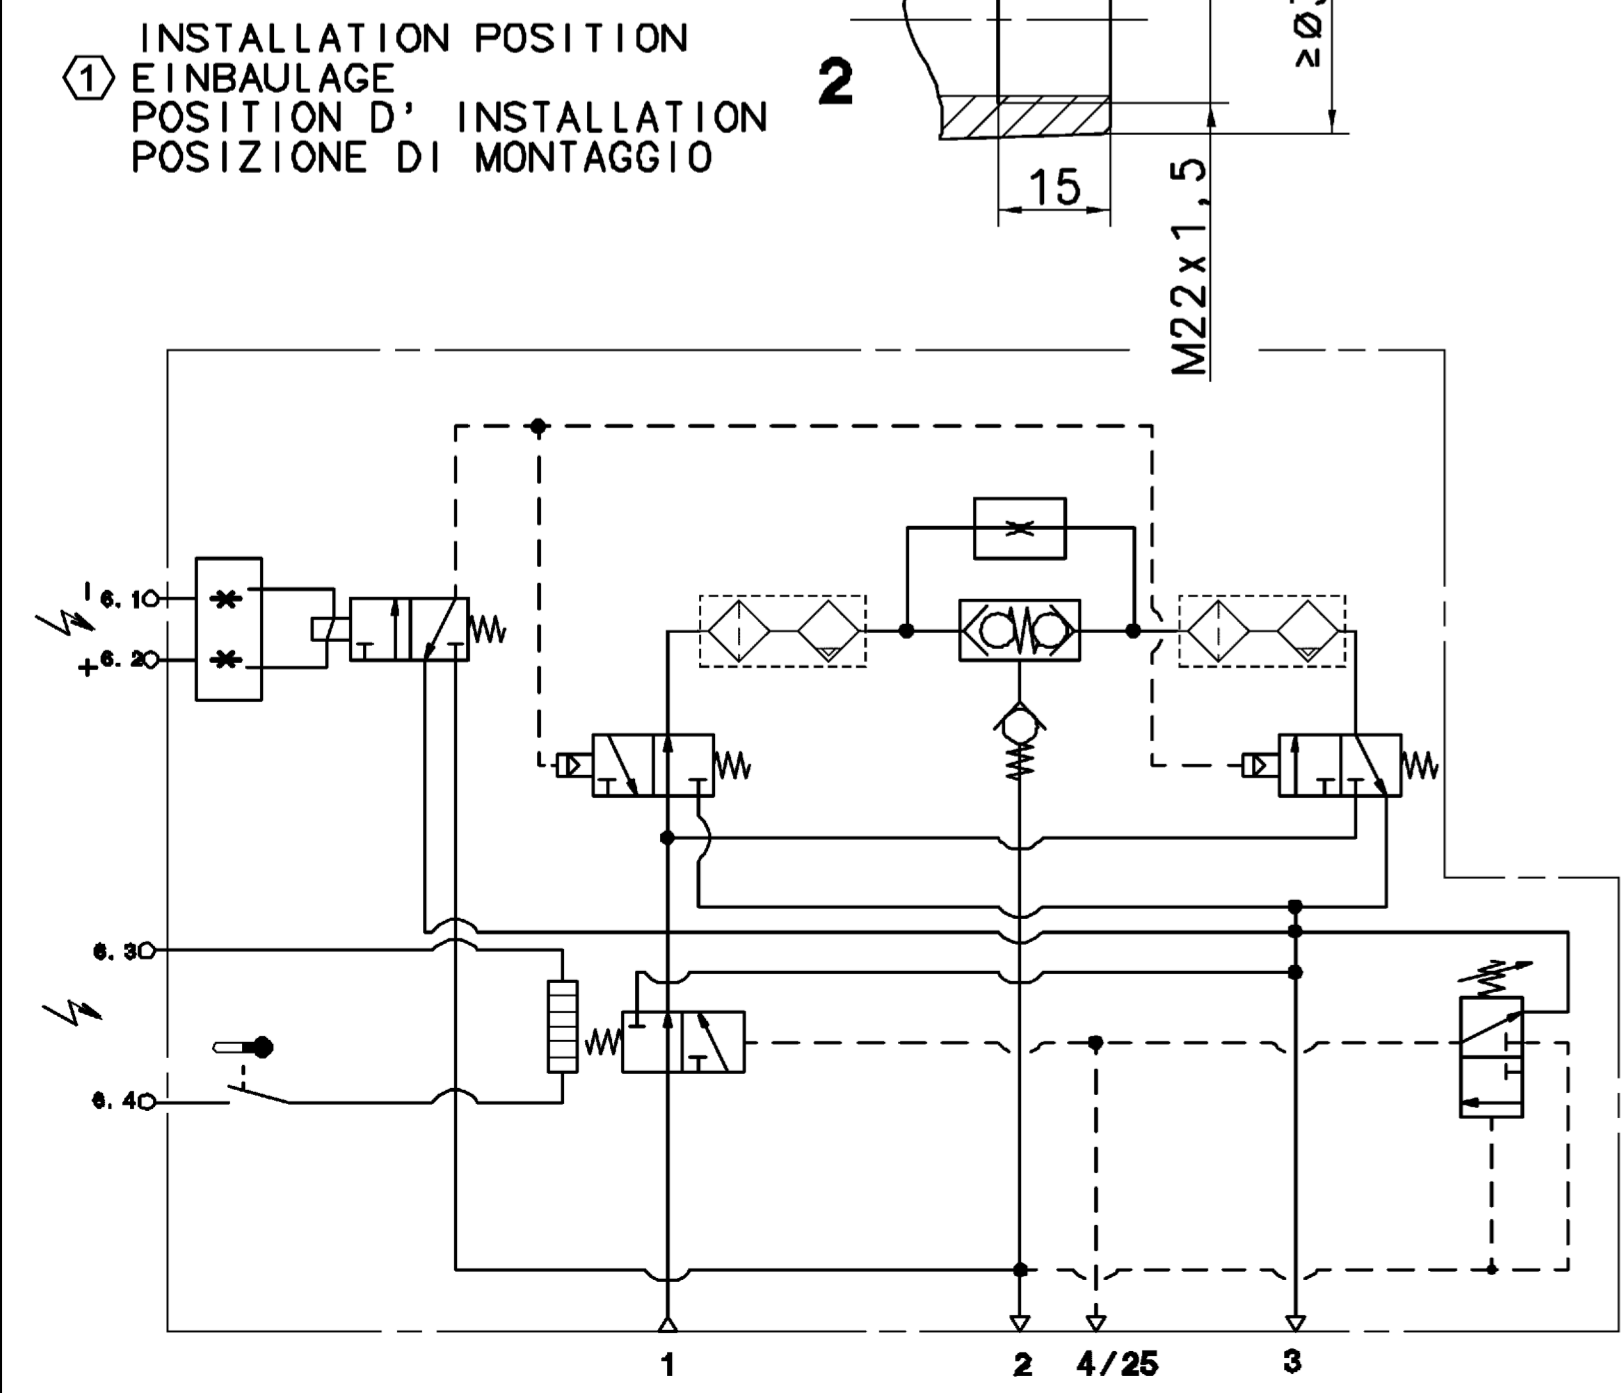 INSTALLATION POSITION
1 EINBAULAGE
POSITION D' INSTALLATION
POSIZIONE DI MONTAGGIO
2
15
M22x1,5
≥Ø
- 6.1
+ 6.2
6.3
6.4
1
2
4/25
3